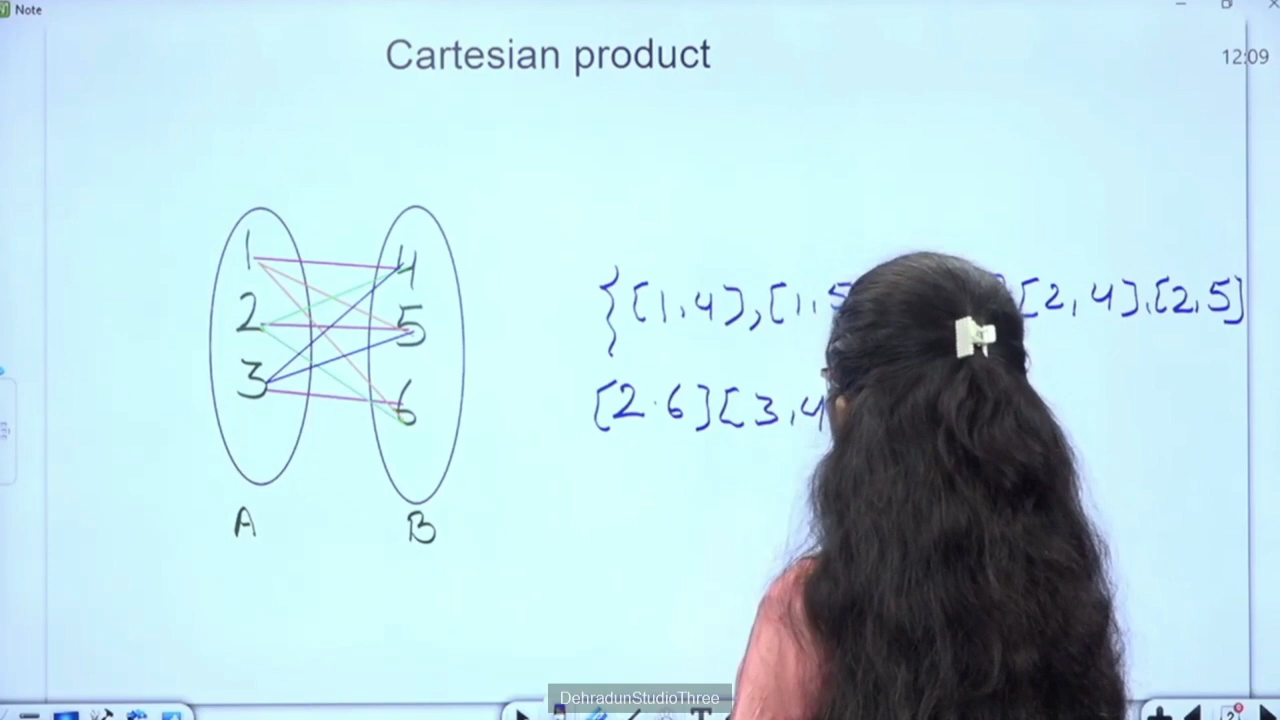 Note
Cartesian product
12:09
1
4
2
5
3
6
A
B
{[1,4],[1,5 [2,4].[2,5]
[2.6][3,4
DehradunStudioThree